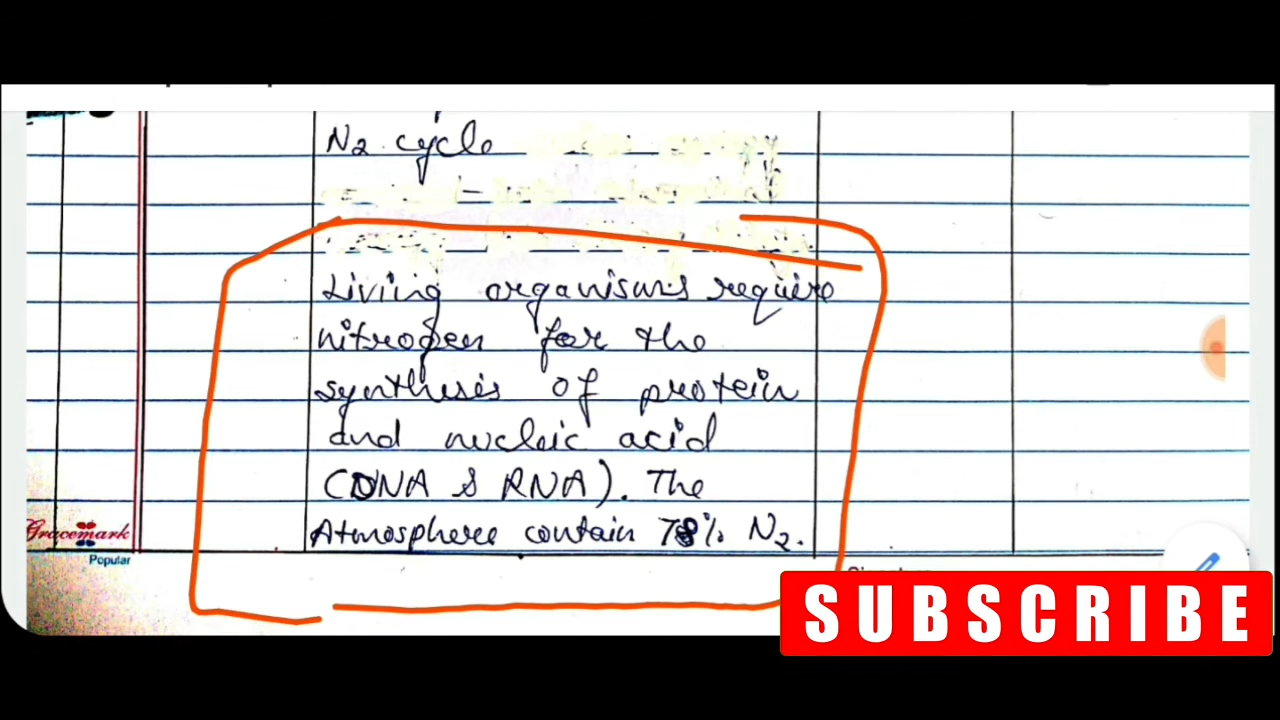 N2 cycle
Living organisms require
nitrogen for the
synthesis of protein
and nucleic acid
(DNA & RNA). The
Atmosphere contain 78% N2.
Gracemark
Popular
SUBSCRIBE